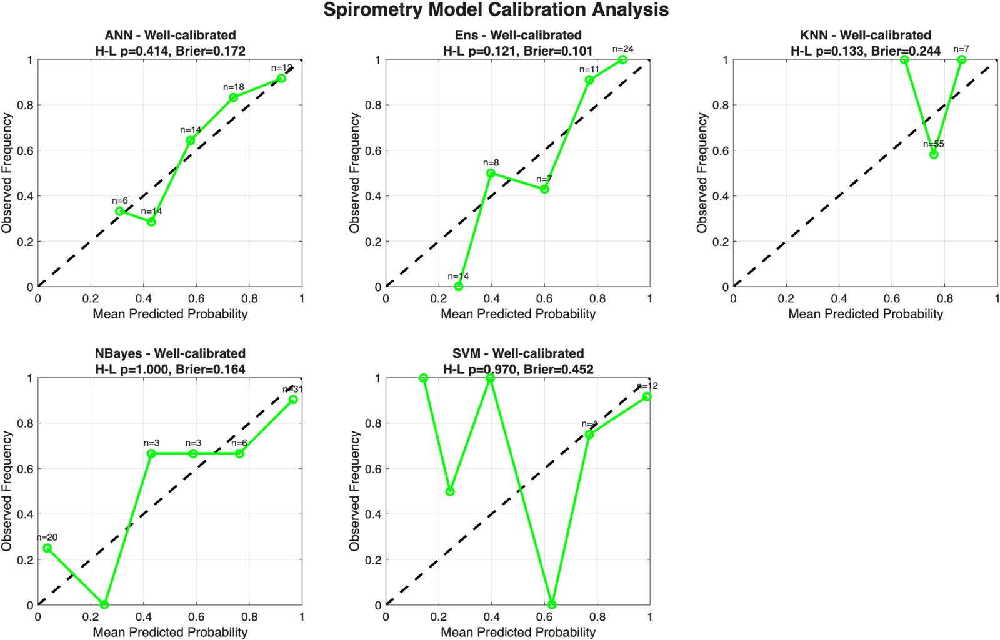 Spirometry Model Calibration Analysis
ANN - Well-calibrated
H-L p=0.414, Brier=0.172
1
0.8
0.6
0.4
0.2
0
Observed Frequency
n=6
n=14
n=14
n=18
n=12
0
0.2
0.4
0.6
0.8
1
Mean Predicted Probability
Ens - Well-calibrated
H-L p=0.121, Brier=0.101
1
0.8
0.6
0.4
0.2
0
Observed Frequency
n=14
n=8
n=7
n=11
n=24
0
0.2
0.4
0.6
0.8
1
Mean Predicted Probability
KNN - Well-calibrated
H-L p=0.133, Brier=0.244
1
0.8
0.6
0.4
0.2
0
Observed Frequency
n=55
n=7
0
0.2
0.4
0.6
0.8
1
Mean Predicted Probability
NBayes - Well-calibrated
H-L p=1.000, Brier=0.164
1
0.8
0.6
0.4
0.2
0
Observed Frequency
n=20
n=3
n=3
n=6
n=31
0
0.2
0.4
0.6
0.8
1
Mean Predicted Probability
SVM - Well-calibrated
H-L p=0.970, Brier=0.452
1
0.8
0.6
0.4
0.2
0
Observed Frequency
n=4
n=12
0
0.2
0.4
0.6
0.8
1
Mean Predicted Probability